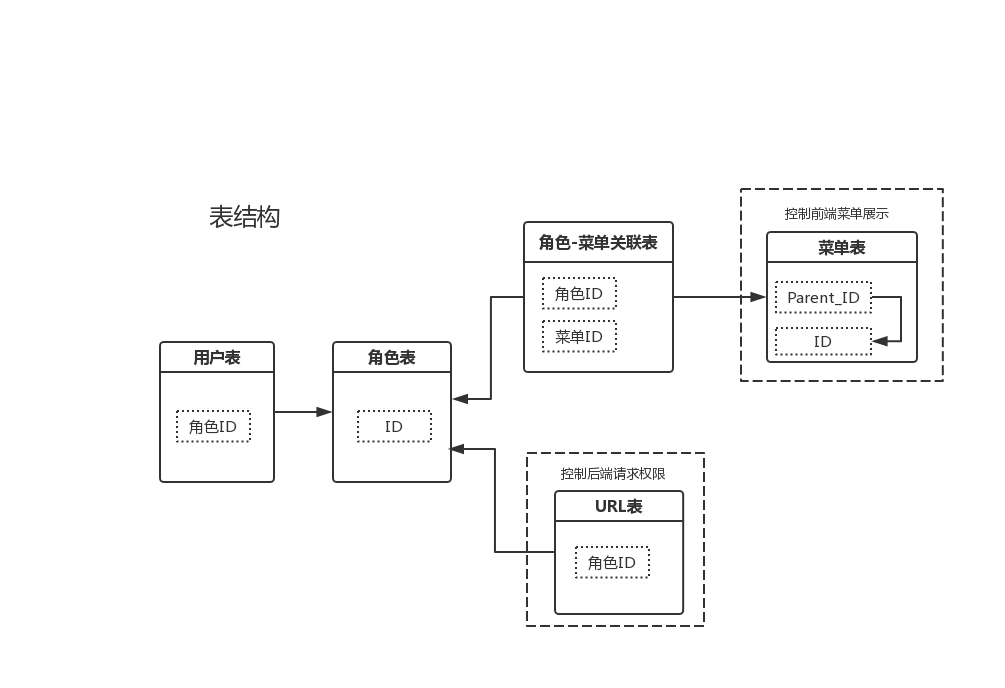 表结构
用户表
角色ID
角色表
ID
角色-菜单关联表
角色ID
菜单ID
控制前端菜单展示
菜单表
Parent_ID
ID
控制后端请求权限
URL表
角色ID